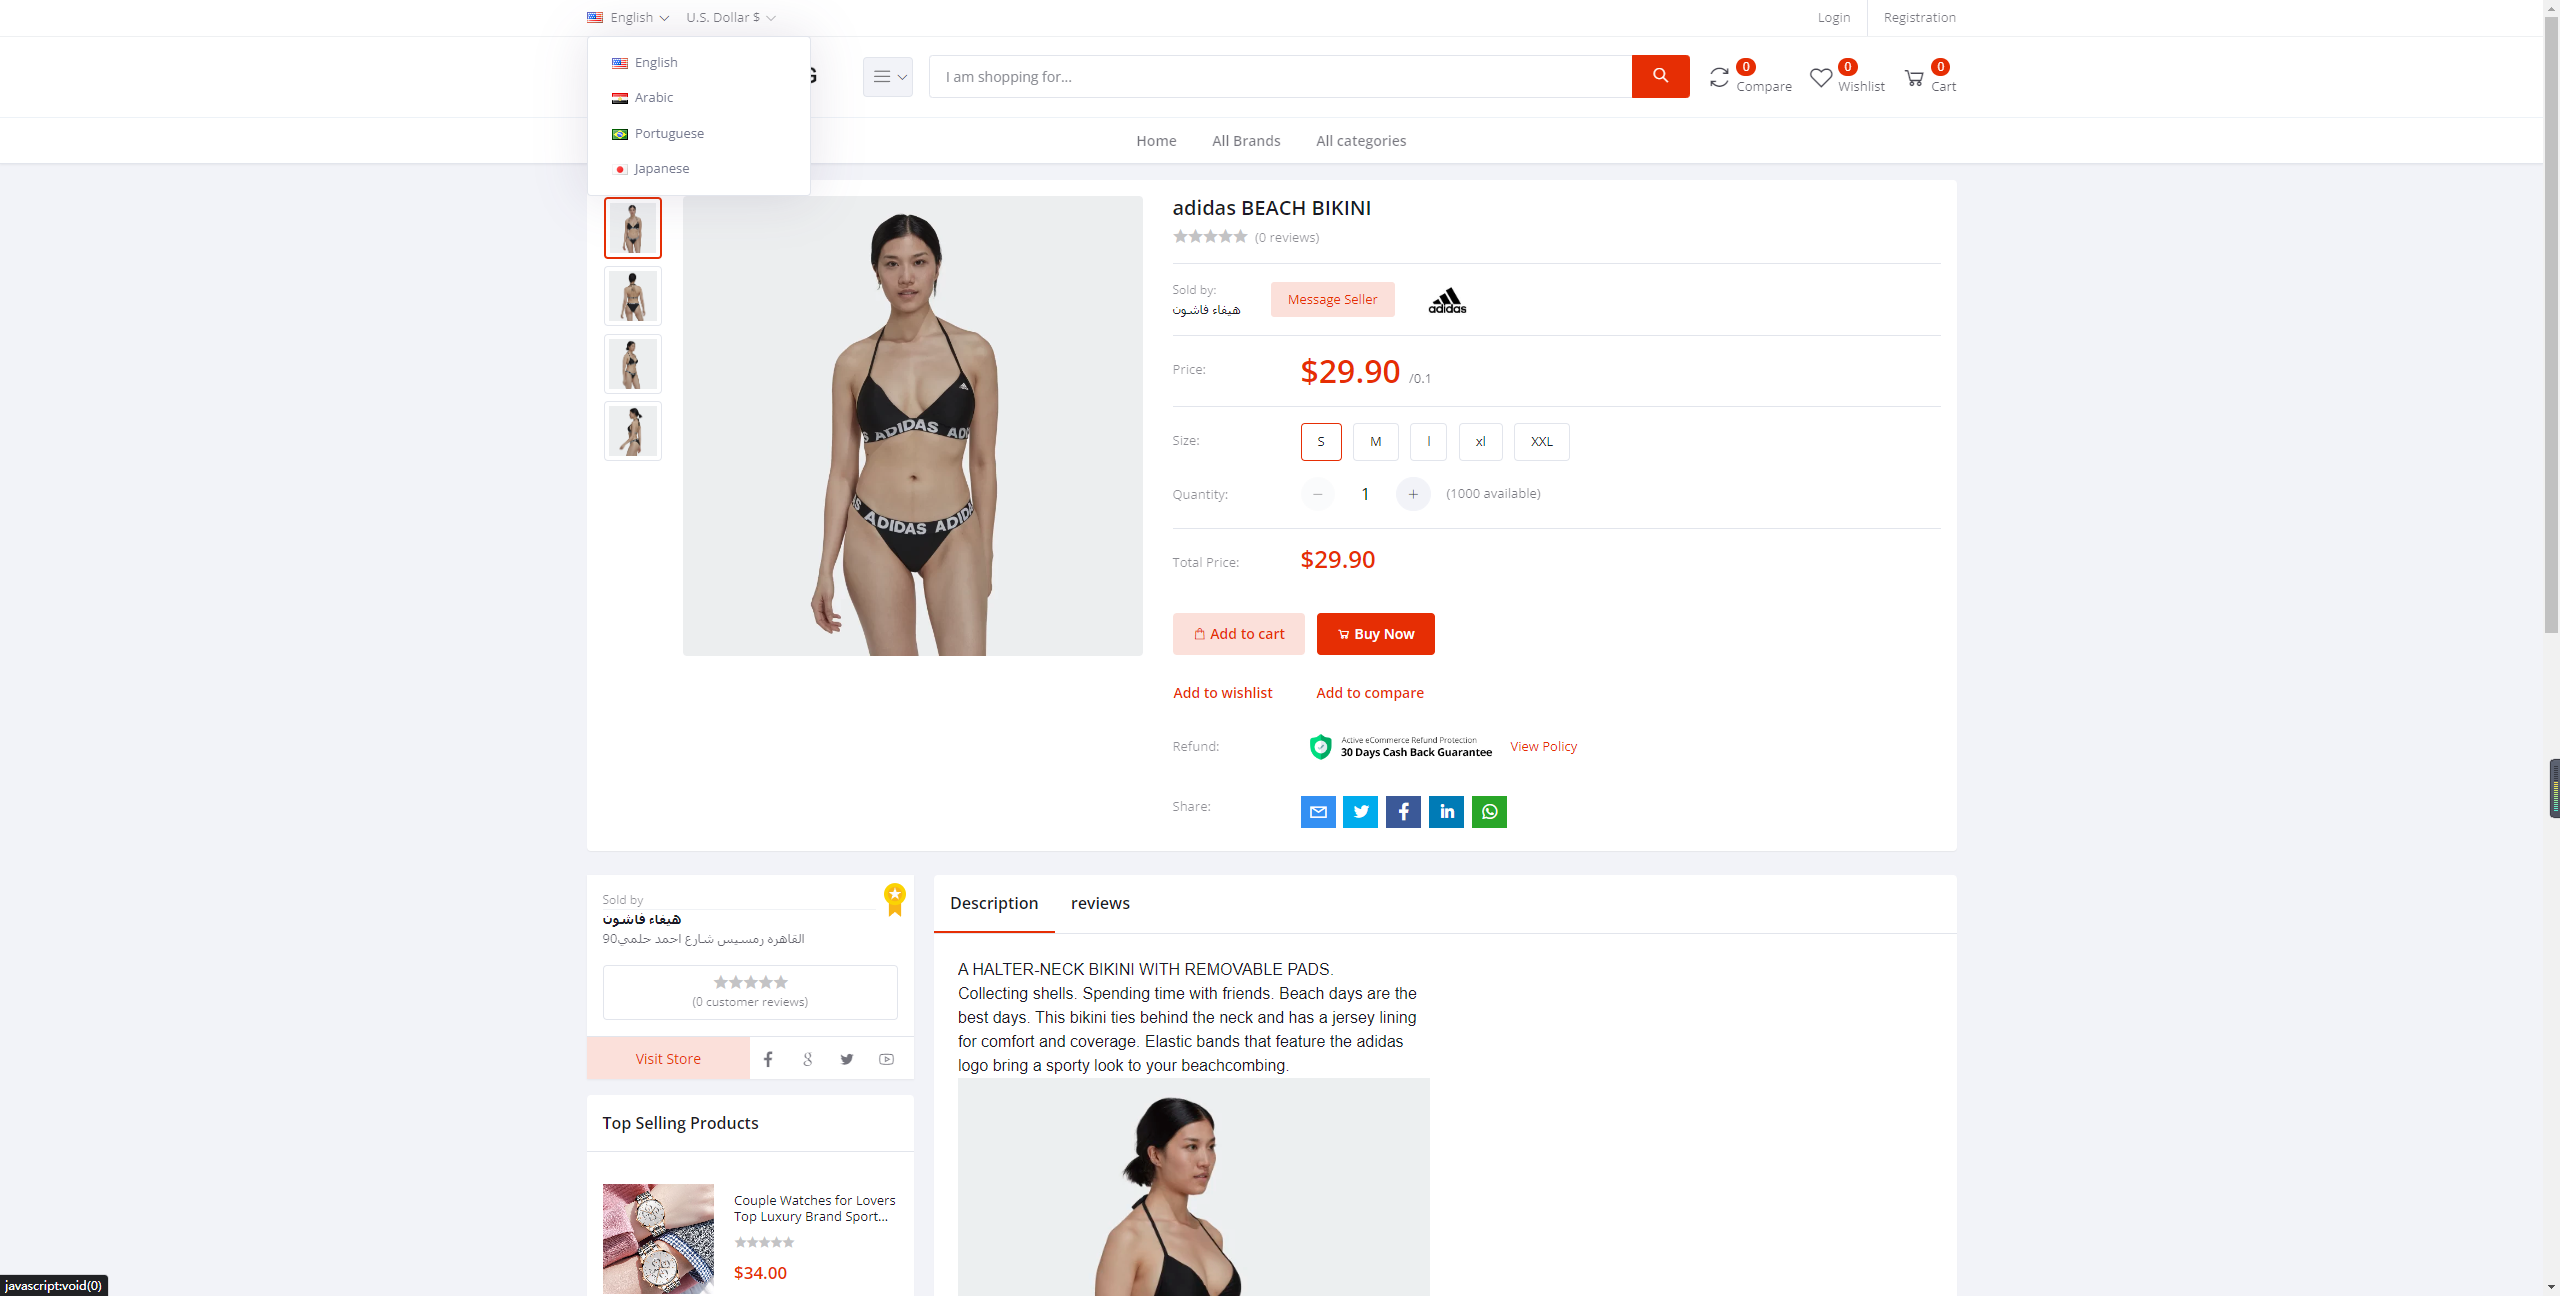 English
U.S. Dollar $
Login
Registration
English
Arabic
Portuguese
Japanese
G
I am shopping for...
0
Compare
0
Wishlist
0
Cart
Home
All Brands
All categories
adidas BEACH BIKINI
(0 reviews)
Sold by:
هيفاء فاشون
Message Seller
adidas
Price:
$29.90 /0.1
Size:
S
M
l
xl
XXL
Quantity:
1
(1000 available)
Total Price:
$29.90
Add to cart
Buy Now
Add to wishlist
Add to compare
Refund:
Active eCommerce Refund Protection
30 Days Cash Back Guarantee
View Policy
Share:
ADIDAS AD
ADIDAS ADIDA
Sold by
هيفاء فاشون
القاهره رمسيس شارع احمد حلمي90
(0 customer reviews)
Visit Store
Top Selling Products
Couple Watches for Lovers
Top Luxury Brand Sport...
$34.00
Description
reviews
A HALTER-NECK BIKINI WITH REMOVABLE PADS.
Collecting shells. Spending time with friends. Beach days are the
best days. This bikini ties behind the neck and has a jersey lining
for comfort and coverage. Elastic bands that feature the adidas
logo bring a sporty look to your beachcombing.
javascript:void(0)